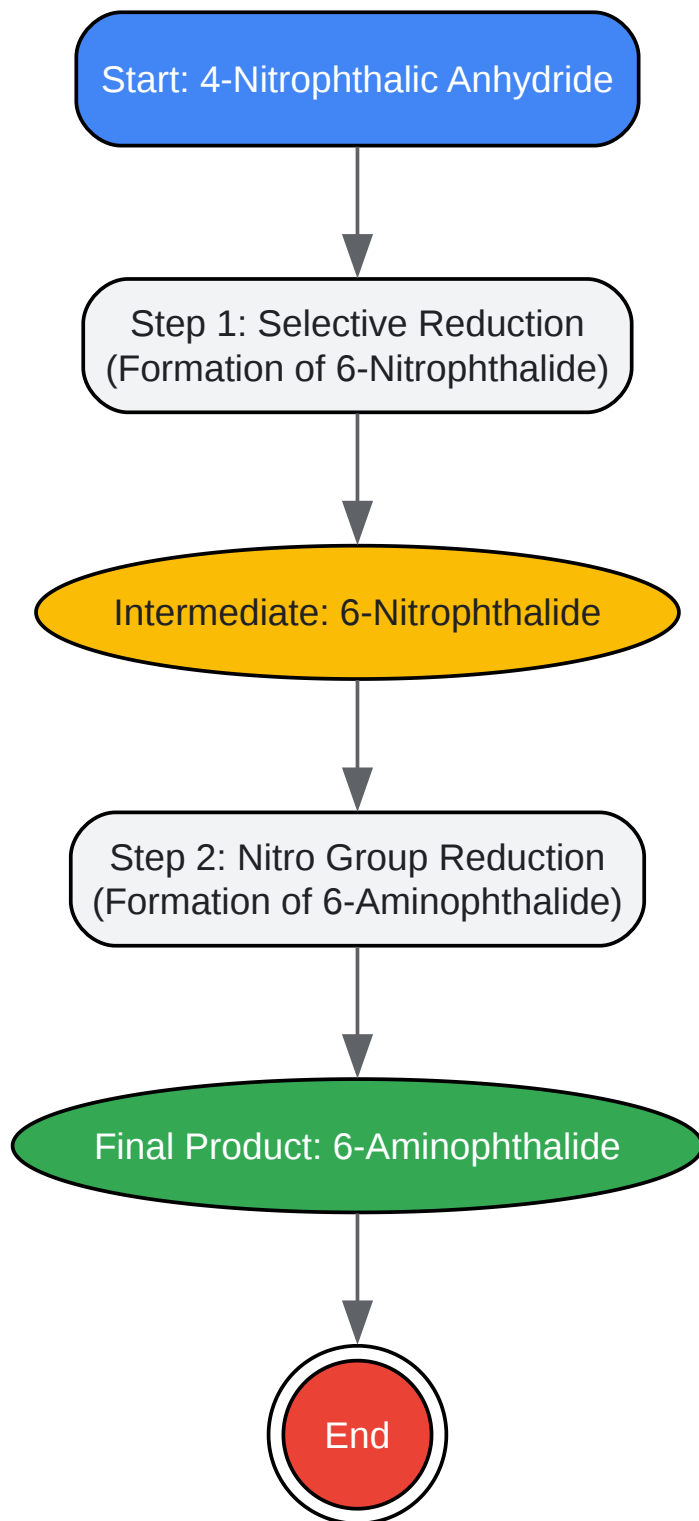 Start: 4-Nitrophthalic Anhydride
Step 1: Selective Reduction
(Formation of 6-Nitrophthalide)
Intermediate: 6-Nitrophthalide
Step 2: Nitro Group Reduction
(Formation of 6-Aminophthalide)
Final Product: 6-Aminophthalide
End